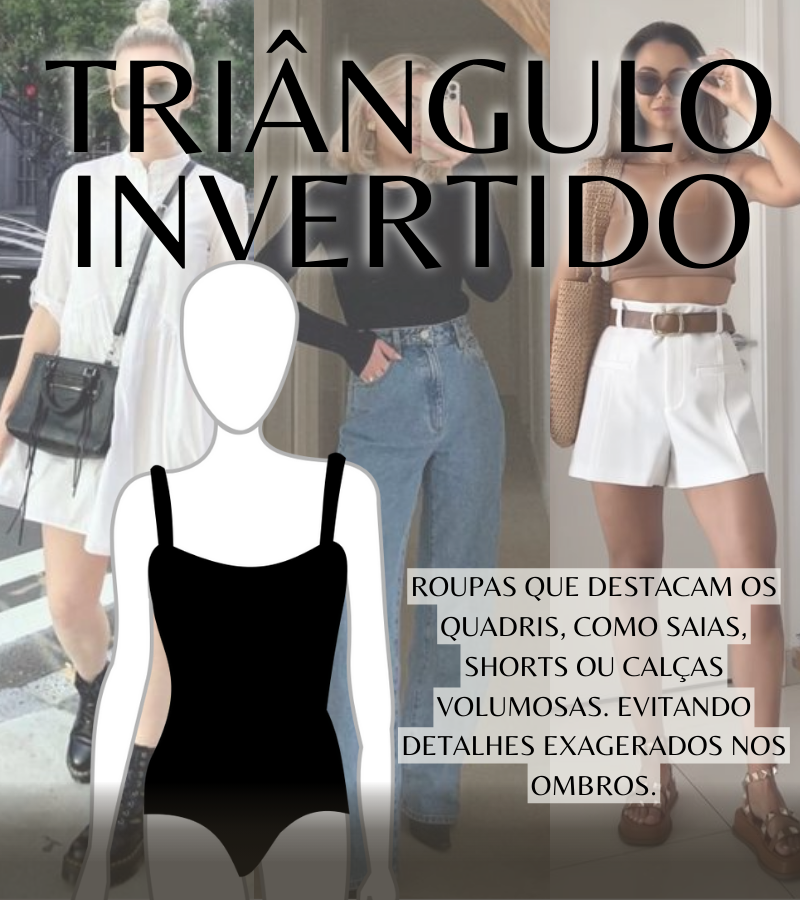 TRIÂNGULO
INVERTIDO
ROUPAS QUE DESTACAM OS
QUADRIS, COMO SAIAS,
SHORTS OU CALÇAS
VOLUMOSAS. EVITANDO
DETALHES EXAGERADOS NOS
OMBROS.